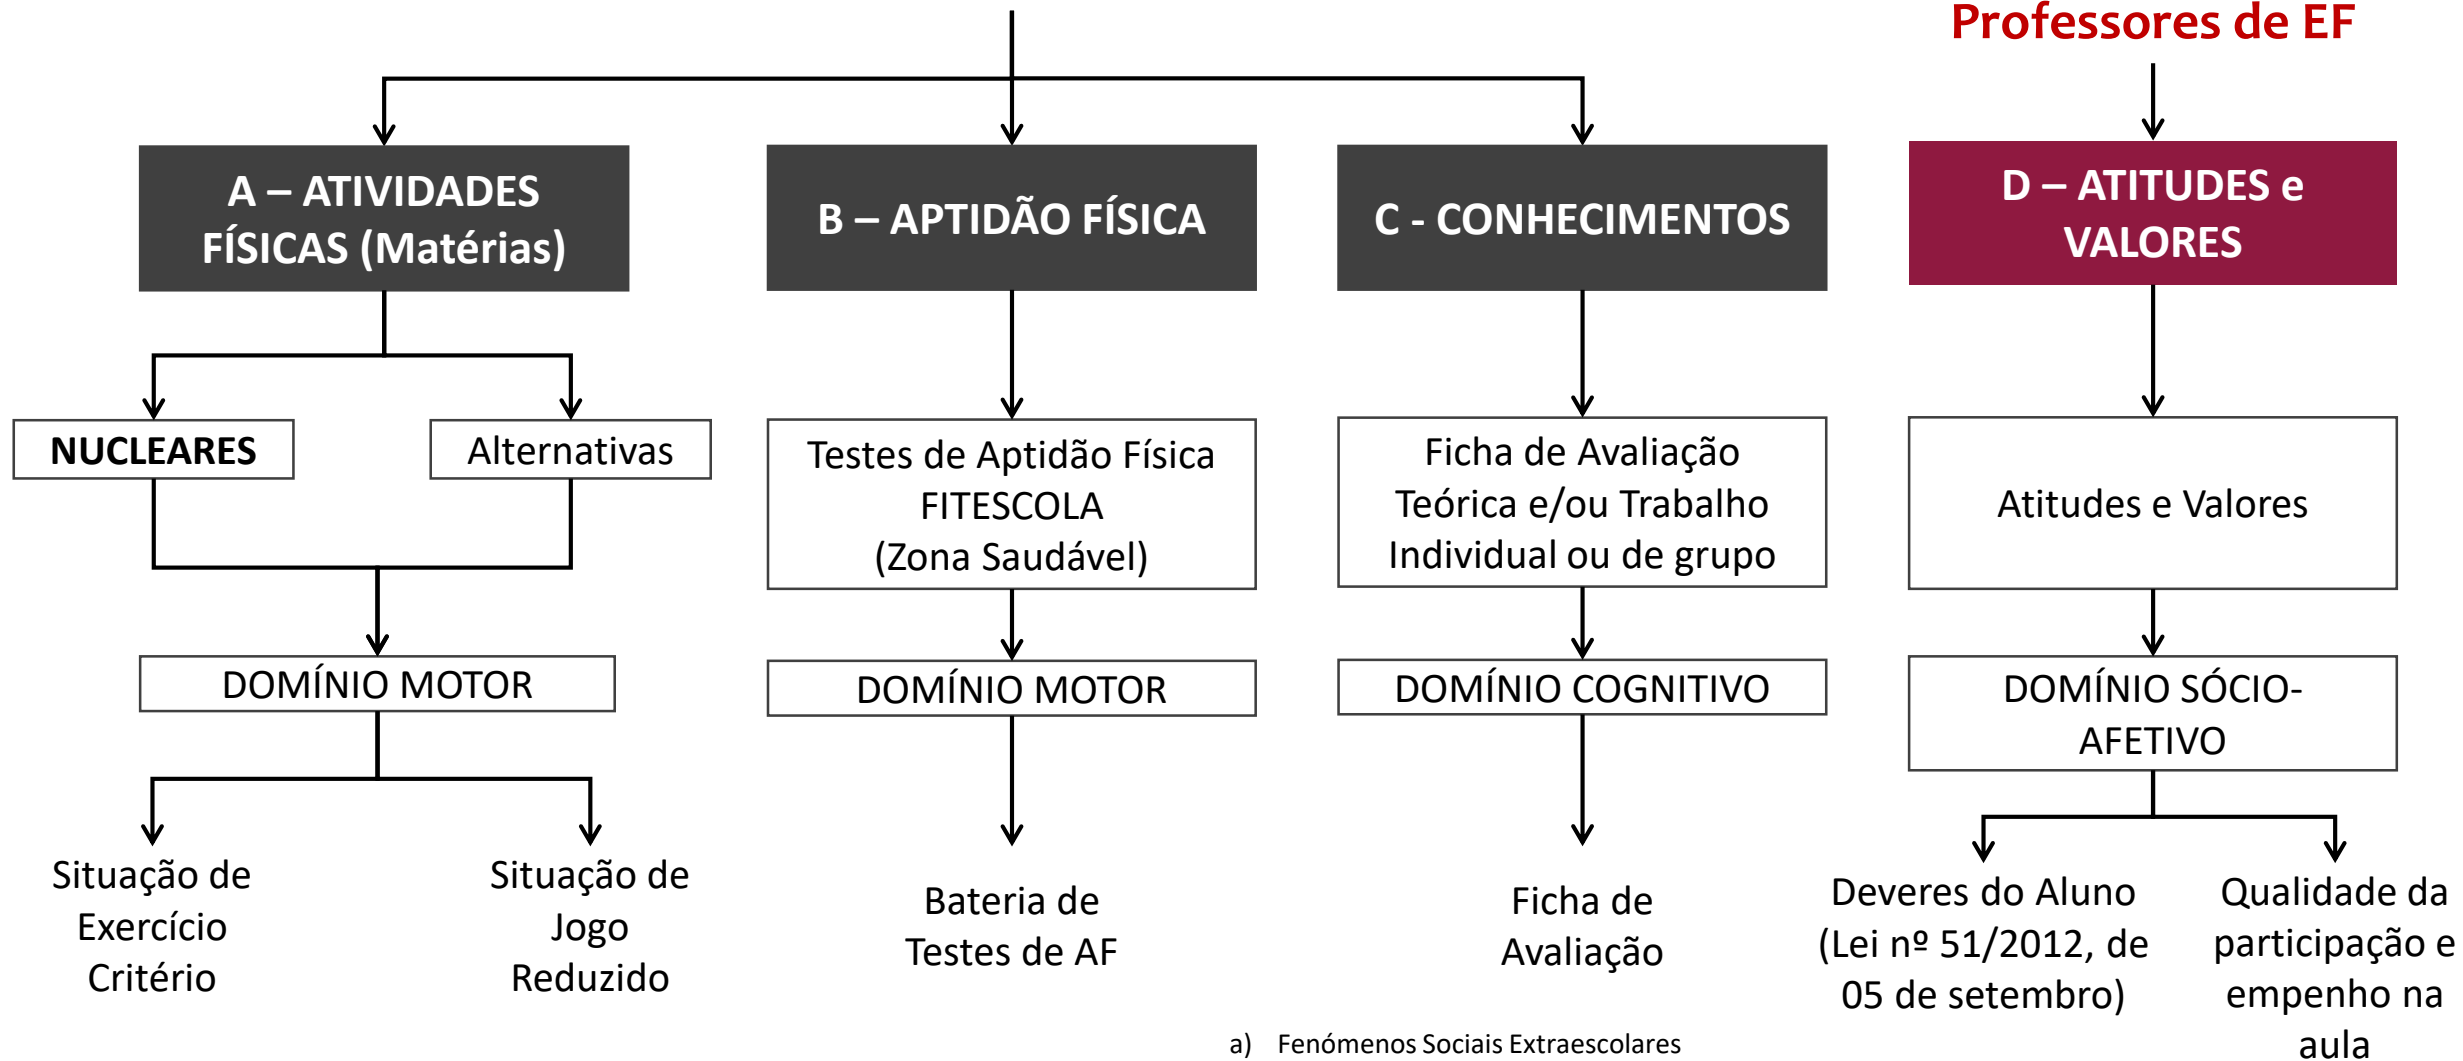 Professores de EF
A – ATIVIDADES
FÍSICAS (Matérias)
B – APTIDÃO FÍSICA
C - CONHECIMENTOS
D – ATITUDES e
VALORES
NUCLEARES
Alternativas
Testes de Aptidão Física
FITESCOLA
(Zona Saudável)
Ficha de Avaliação
Teórica e/ou Trabalho
Individual ou de grupo
Atitudes e Valores
DOMÍNIO MOTOR
DOMÍNIO MOTOR
DOMÍNIO COGNITIVO
DOMÍNIO SÓCIO-
AFETIVO
Situação de
Exercício
Critério
Situação de
Jogo
Reduzido
Bateria de
Testes de AF
Ficha de
Avaliação
Deveres do Aluno
(Lei nº 51/2012, de
05 de setembro)
Qualidade da
participação e
empenho na
aula
a) Fenómenos Sociais Extraescolares